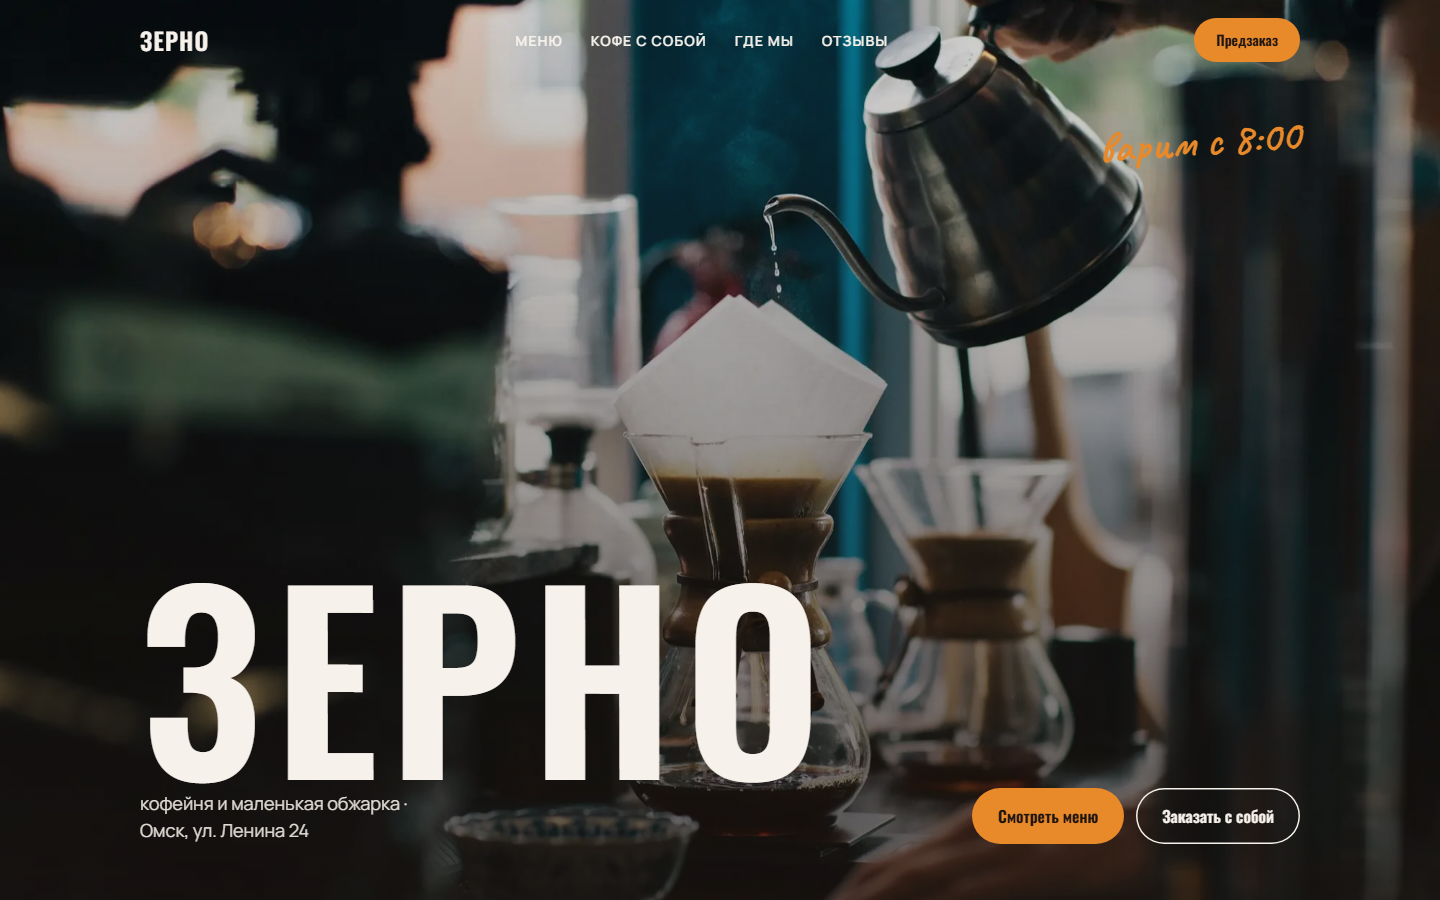 ЗЕРНО
МЕНЮ КОФЕ С СОБОЙ ГДЕ МЫ ОТЗЫВЫ
Предзаказ
варим с 8:00
ЗЕРНО
кофейня и маленькая обжарка ·
Омск, ул. Ленина 24
Смотреть меню
Заказать с собой